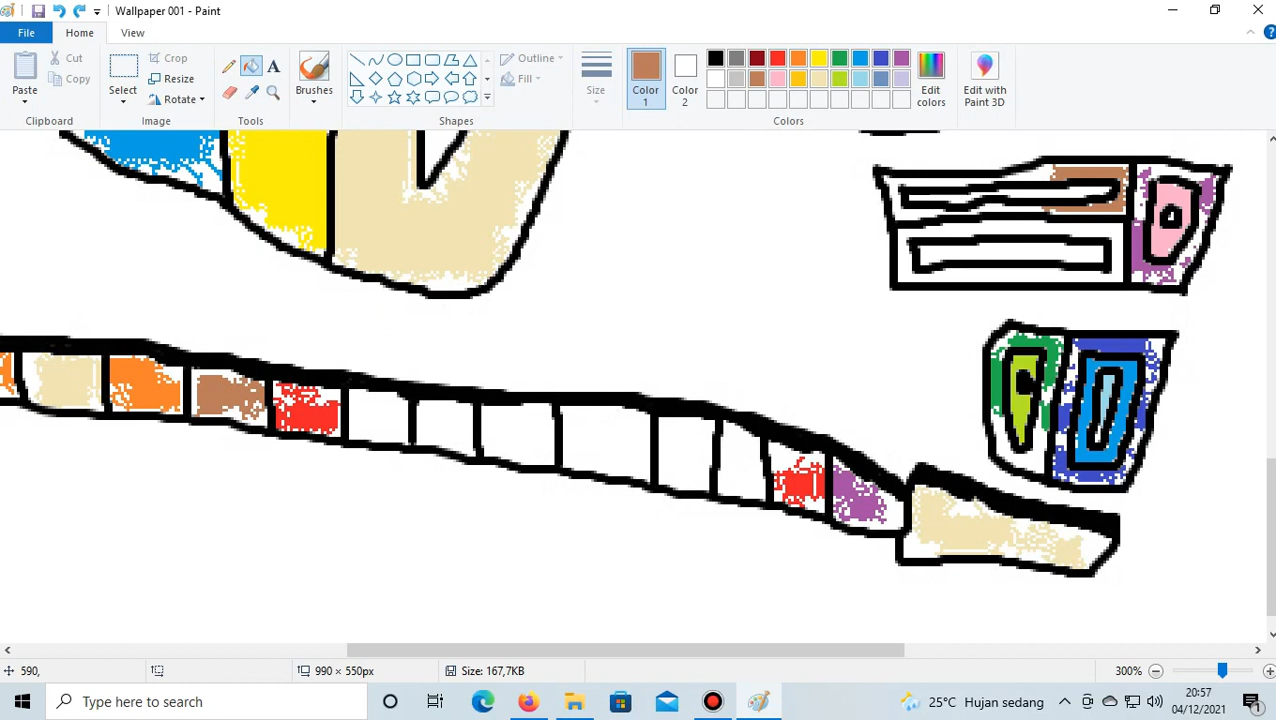 Wallpaper 001 - Paint
File Home View
Paste
Cut
Copy
Clipboard
Select
Crop
Resize
Rotate
Image
A
Tools
Brushes
Outline
Fill
Shapes
Size
Color 1
Color 2
Edit colors
Colors
Edit with Paint 3D
?
590,
990 × 550px
Size: 167,7KB
300%
Type here to search
25°C Hujan sedang
20:57
04/12/2021
1